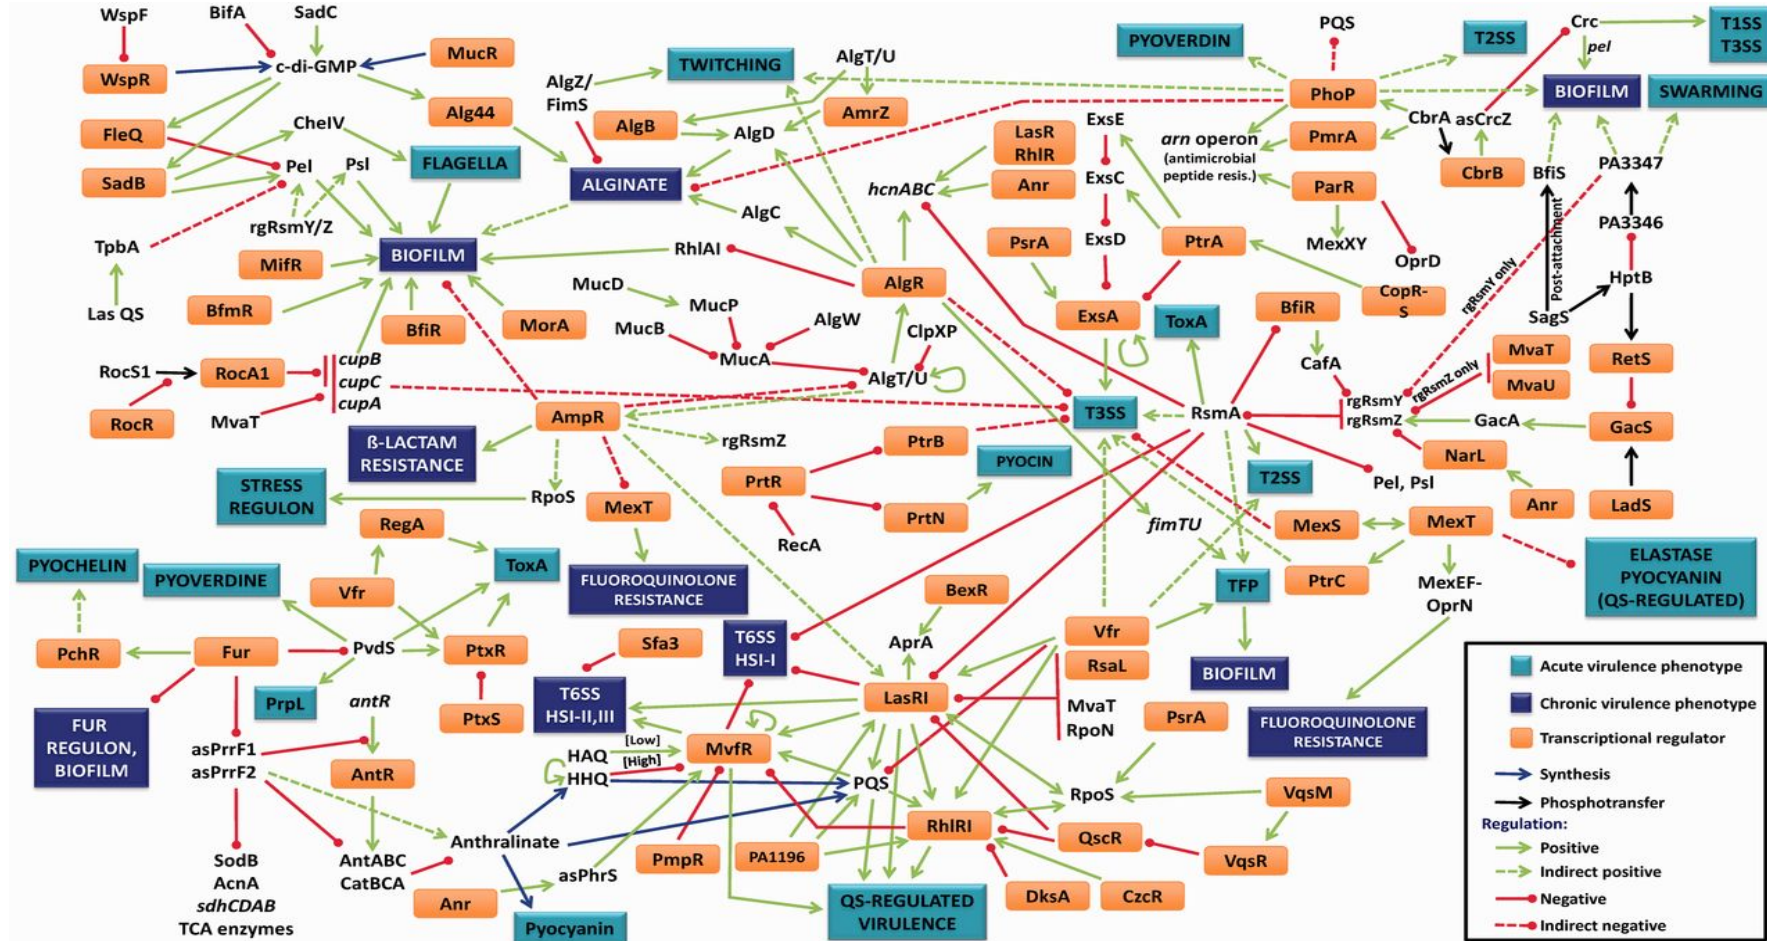 WspF
BifA
SadC
WspR
c-di-GMP
MucR
FleQ
Alg44
CheIV
SadB
Pel
Psl
FLAGELLA
rgRsmY/Z
TpbA
MifR
BIOFILM
Las QS
BfmR
BfiR
MorA
RocS1
RocA1
cupB
cupC
cupA
RocR
MvaT
AlgZ/
FimS
TWITCHING
AlgT/U
AlgB
AlgD
AmrZ
ALGINATE
AlgC
RhlAI
MucD
MucP
MucB
AlgW
MucA
ClpXP
AlgT/U
AlgR
hcnABC
LasR
RhlR
Anr
PYOVERDIN
PQS
T2SS
Crc
pel
T1SS
T3SS
PhoP
BIOFILM
SWARMING
ExsE
arn operon
(antimicrobial
peptide resis.)
PmrA
CbrA
asCrcZ
CbrB
BfiS
PA3347
ExsC
ParR
PsrA
ExsD
PtrA
MexXY
OprD
PA3346
Post-attachment
HptB
CopR-
S
SagS
rgRsmY only
ExsA
ToxA
BfiR
CafA
MvaT
MvaU
rgRsmZ only
RetS
T3SS
RsmA
rgRsmY
rgRsmZ
GacA
GacS
NarL
T2SS
Pel, Psl
Anr
LadS
AmpR
ß-LACTAM
RESISTANCE
rgRsmZ
PtrB
PrtR
PYOCIN
PrtN
RecA
STRESS
REGULON
RpoS
MexT
FLUOROQUINOLONE
RESISTANCE
fimTU
MexS
MexT
TFP
PtrC
MexEF-
OprN
ELASTASE
PYOCYANIN
(QS-REGULATED)
RegA
PYOCHELIN
PYOVERDINE
ToxA
Vfr
PchR
Fur
PvdS
PtxR
PrpL
PtxS
FUR
REGULON,
BIOFILM
antR
asPrrF1
asPrrF2
AntR
SodB
AcnA
sdhCDAB
TCA enzymes
AntABC
CatBCA
Anthralinate
Anr
asPhrS
Pyocyanin
Sfa3
T6SS
HSI-I
T6SS
HSI-II,III
BexR
AprA
LasRI
Vfr
RsaL
MvaT
RpoN
BIOFILM
PsrA
FLUOROQUINOLONE
RESISTANCE
HAQ
[Low]
HHQ
[High]
MvfR
PQS
RpoS
VqsM
RhlRI
QscR
VqsR
PmpR
PA1196
DksA
CzcR
QS-REGULATED
VIRULENCE
Acute virulence phenotype
Chronic virulence phenotype
Transcriptional regulator
Synthesis
Phosphotransfer
Regulation:
Positive
Indirect positive
Negative
Indirect negative